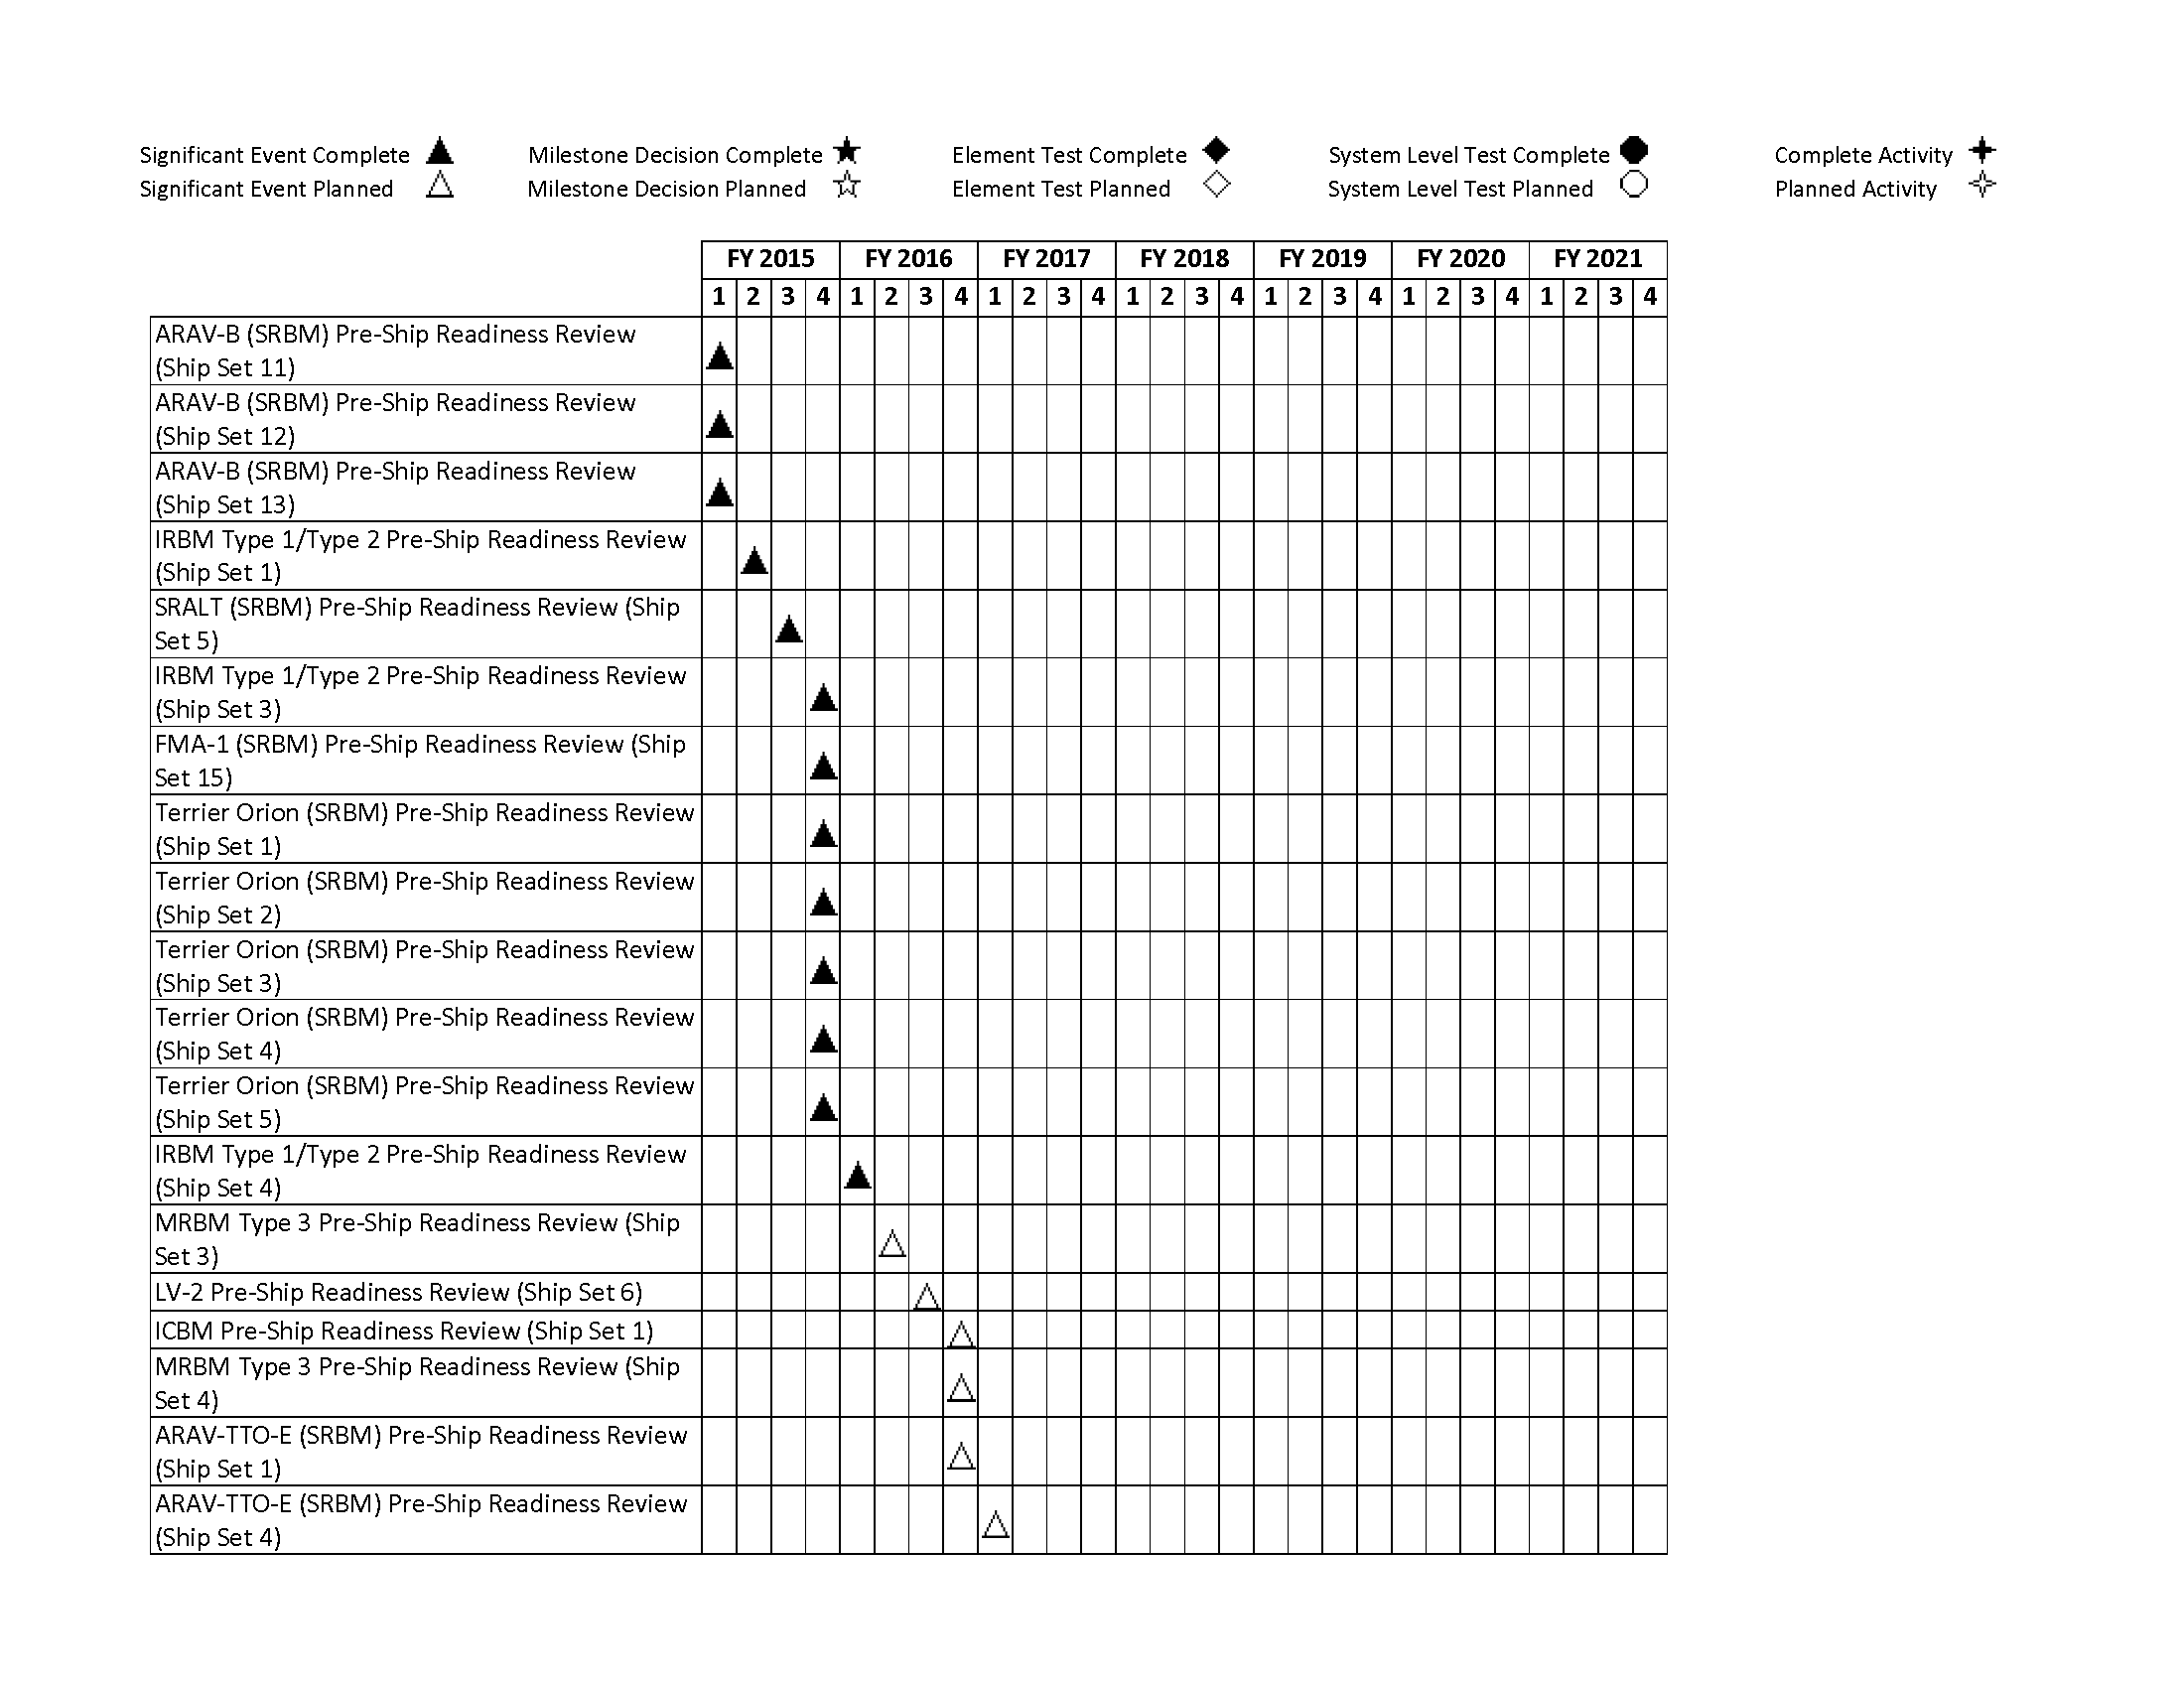 Significant Event Complete
Milestone Decision Complete
Element Test Complete
System Level Test Complete
Complete Activity
Significant Event Planned
Milestone Decision Planned
Element Test Planned
System Level Test Planned
Planned Activity
FY 2015 FY 2016 FY 2017 FY 2018 FY 2019 FY 2020 FY 2021
1 2 3 4 1 2 3 4 1 2 3 4 1 2 3 4 1 2 3 4 1 2 3 4 1 2 3 4
ARAV-B (SRBM) Pre-Ship Readiness Review
(Ship Set 11)
ARAV-B (SRBM) Pre-Ship Readiness Review
(Ship Set 12)
ARAV-B (SRBM) Pre-Ship Readiness Review
(Ship Set 13)
IRBM Type 1/Type 2 Pre-Ship Readiness Review
(Ship Set 1)
SRALT (SRBM) Pre-Ship Readiness Review (Ship
Set 5)
IRBM Type 1/Type 2 Pre-Ship Readiness Review
(Ship Set 3)
FMA-1 (SRBM) Pre-Ship Readiness Review (Ship
Set 15)
Terrier Orion (SRBM) Pre-Ship Readiness Review
(Ship Set 1)
Terrier Orion (SRBM) Pre-Ship Readiness Review
(Ship Set 2)
Terrier Orion (SRBM) Pre-Ship Readiness Review
(Ship Set 3)
Terrier Orion (SRBM) Pre-Ship Readiness Review
(Ship Set 4)
Terrier Orion (SRBM) Pre-Ship Readiness Review
(Ship Set 5)
IRBM Type 1/Type 2 Pre-Ship Readiness Review
(Ship Set 4)
MRBM Type 3 Pre-Ship Readiness Review (Ship
Set 3)
LV-2 Pre-Ship Readiness Review (Ship Set 6)
ICBM Pre-Ship Readiness Review (Ship Set 1)
MRBM Type 3 Pre-Ship Readiness Review (Ship
Set 4)
ARAV-TTO-E (SRBM) Pre-Ship Readiness Review
(Ship Set 1)
ARAV-TTO-E (SRBM) Pre-Ship Readiness Review
(Ship Set 4)